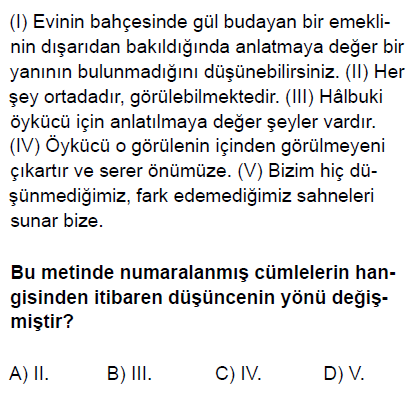 (I) Evinin bahçesinde gül budayan bir emekli-
nin dışarıdan bakıldığında anlatmaya değer bir
yanının bulunmadığını düşünebilirsiniz. (II) Her
şey ortadadır, görülebilmektedir. (III) Hâlbuki
öykücü için anlatılmaya değer şeyler vardır.
(IV) Öykücü o görülenin içinden görülmeyeni
çıkartır ve serer önümüze. (V) Bizim hiç dü-
şünmediğimiz, fark edemediğimiz sahneleri
sunar bize.
Bu metinde numaralanmış cümlelerin han-
gisinden itibaren düşüncenin yönü değiş-
miştir?
A) II. B) III. C) IV. D) V.